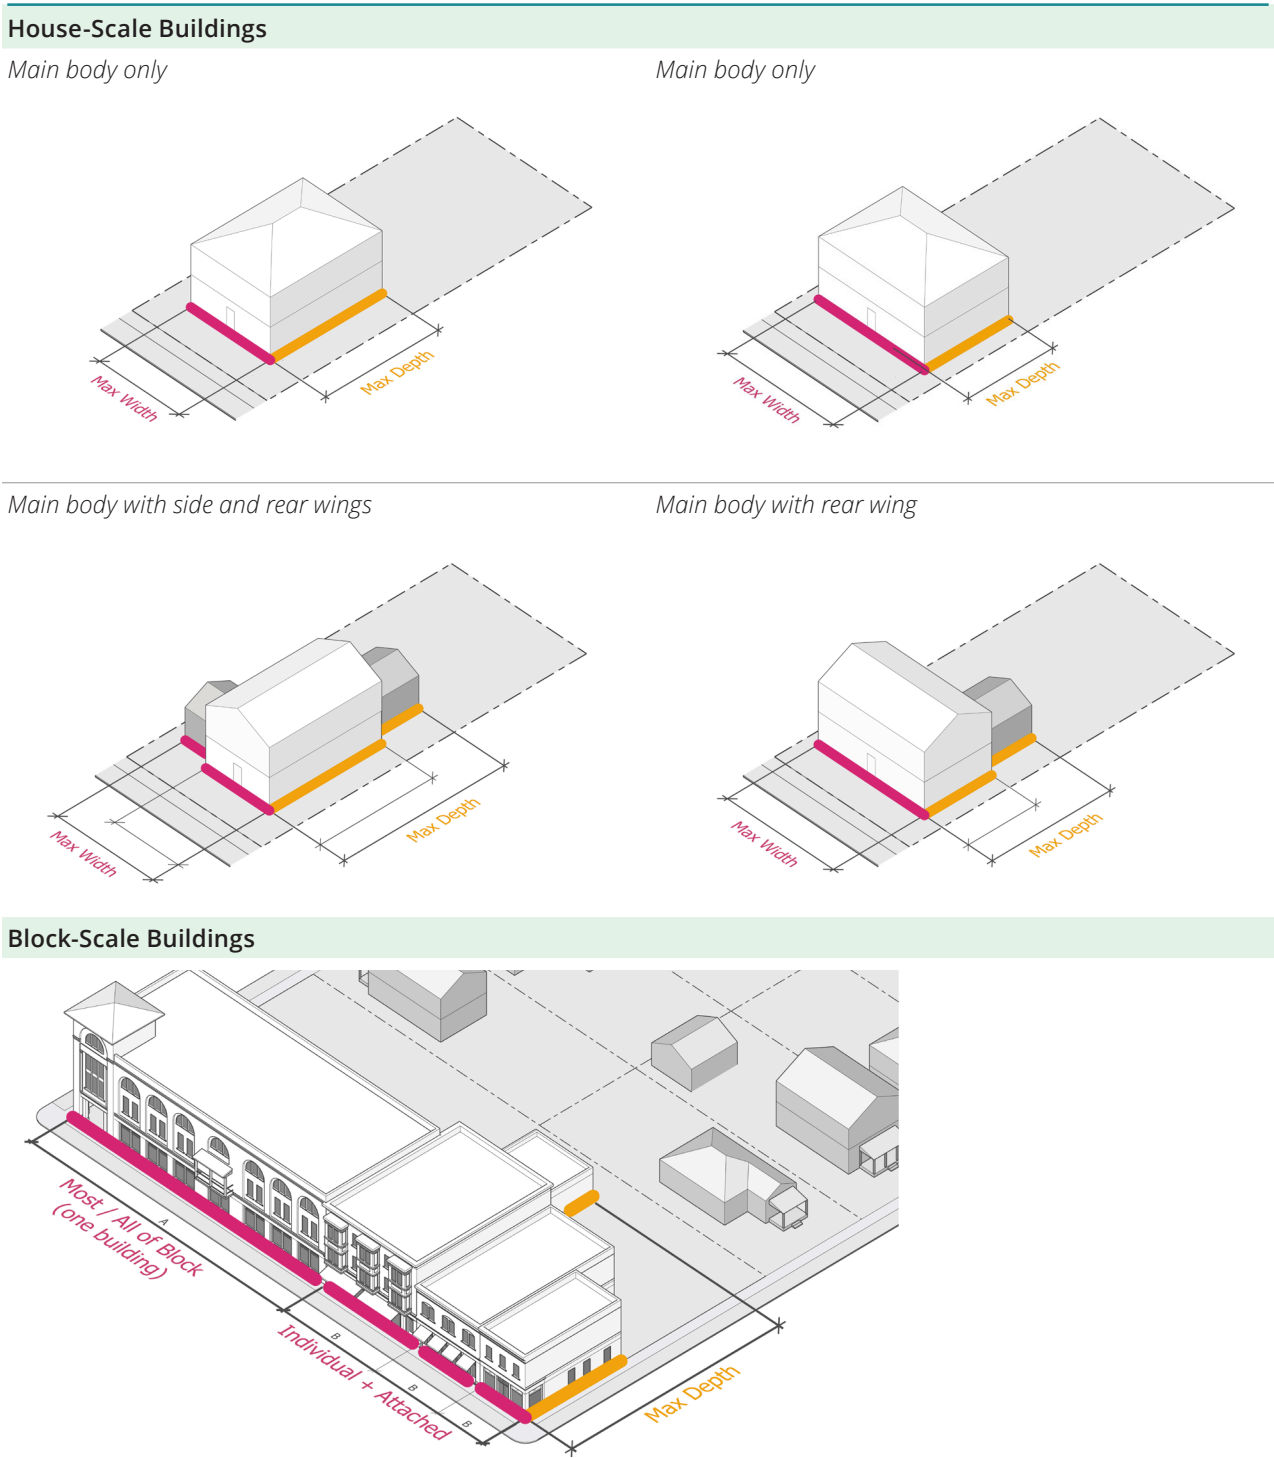 House-Scale Buildings
Main body only
Main body only
Max Width
Max Depth
Max Width
Max Depth
Main body with side and rear wings
Main body with rear wing
Max Width
Max Depth
Max Width
Max Depth
Block-Scale Buildings
Most / All of Block
(one building)
A
Individual + Attached
B
B
B
Max Depth